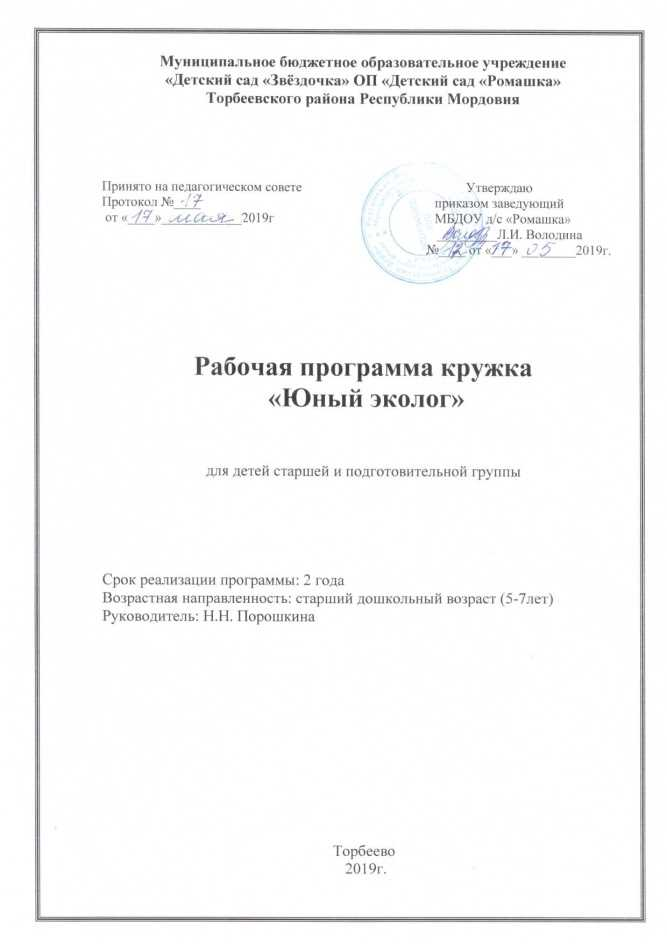 Муниципальное бюджетное образовательное учреждение
«Детский сад «Звёздочка» ОП «Детский сад «Ромашка»
Торбеевского района Республики Мордовия
Принято на педагогическом совете
Протокол № 17
от «17» мая 2019г
Утверждаю
приказом заведующий
МБДОУ д/с «Ромашка»
Л.И. Володина
№ 12 от «17» 05 2019г.
Рабочая программа кружка
«Юный эколог»
для детей старшей и подготовительной группы
Срок реализации программы: 2 года
Возрастная направленность: старший дошкольный возраст (5-7лет)
Руководитель: Н.Н. Порошкина
Торбеево
2019г.